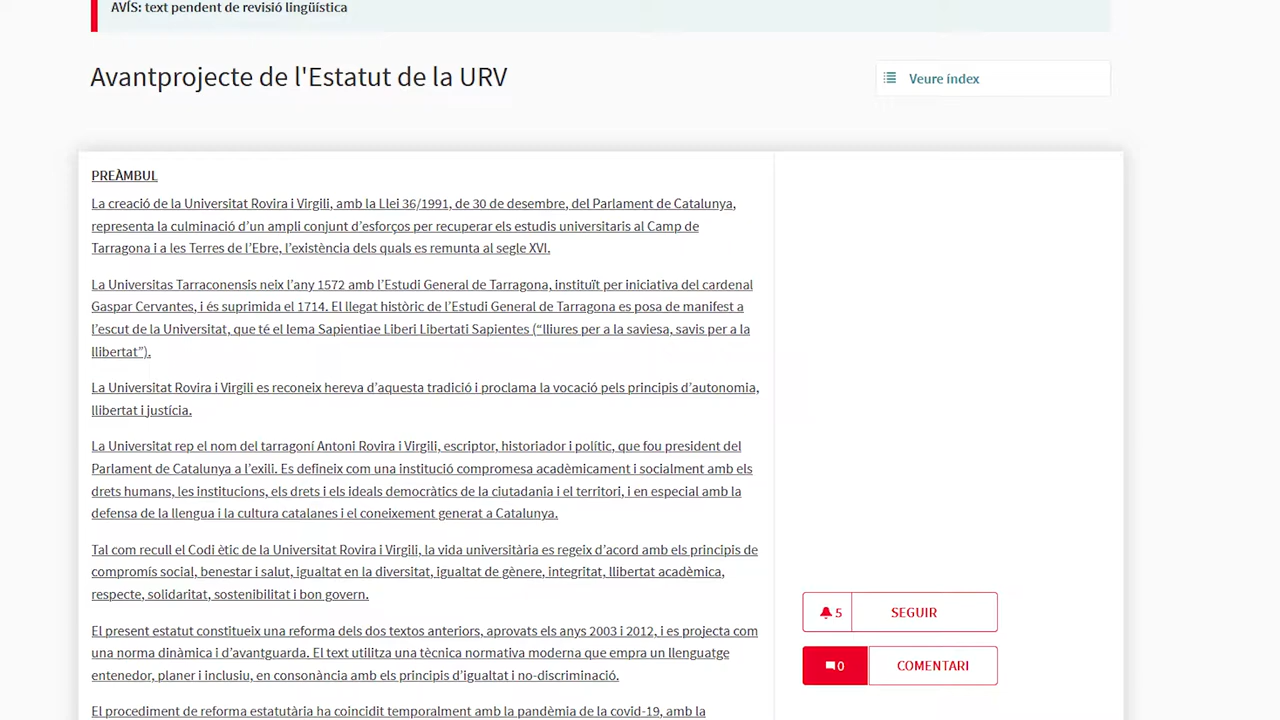 AVÍS: text pendent de revisió lingüística
Avantprojecte de l'Estatut de la URV
Veure índex
PREÀMBUL
La creació de la Universitat Rovira i Virgili, amb la Llei 36/1991, de 30 de desembre, del Parlament de Catalunya,
representa la culminació d’un ampli conjunt d’esforços per recuperar els estudis universitaris al Camp de
Tarragona i a les Terres de l’Ebre, l’existència dels quals es remunta al segle XVI.
La Universitas Tarraconensis neix l’any 1572 amb l’Estudi General de Tarragona, instituït per iniciativa del cardenal
Gaspar Cervantes, i és suprimida el 1714. El llegat històric de l’Estudi General de Tarragona es posa de manifest a
l’escut de la Universitat, que té el lema Sapientiae Liberi Libertati Sapientes (“lliures per a la saviesa, savis per a la
llibertat”).
La Universitat Rovira i Virgili es reconeix hereva d’aquesta tradició i proclama la vocació pels principis d’autonomia,
llibertat i justícia.
La Universitat rep el nom del tarragoní Antoni Rovira i Virgili, escriptor, historiador i polític, que fou president del
Parlament de Catalunya a l’exili. Es defineix com una institució compromesa acadèmicament i socialment amb els
drets humans, les institucions, els drets i els ideals democràtics de la ciutadania i el territori, i en especial amb la
defensa de la llengua i la cultura catalanes i el coneixement generat a Catalunya.
Tal com recull el Codi ètic de la Universitat Rovira i Virgili, la vida universitària es regeix d’acord amb els principis de
compromís social, benestar i salut, igualtat en la diversitat, igualtat de gènere, integritat, llibertat acadèmica,
respecte, solidaritat, sostenibilitat i bon govern.
5 SEGUIR
El present estatut constitueix una reforma dels dos textos anteriors, aprovats els anys 2003 i 2012, i es projecta com
una norma dinàmica i d’avantguarda. El text utilitza una tècnica normativa moderna que empra un llenguatge
entenedor, planer i inclusiu, en consonància amb els principis d’igualtat i no-discriminació.
0 COMENTARI
El procediment de reforma estatutària ha coincidit temporalment amb la pandèmia de la covid-19, amb la